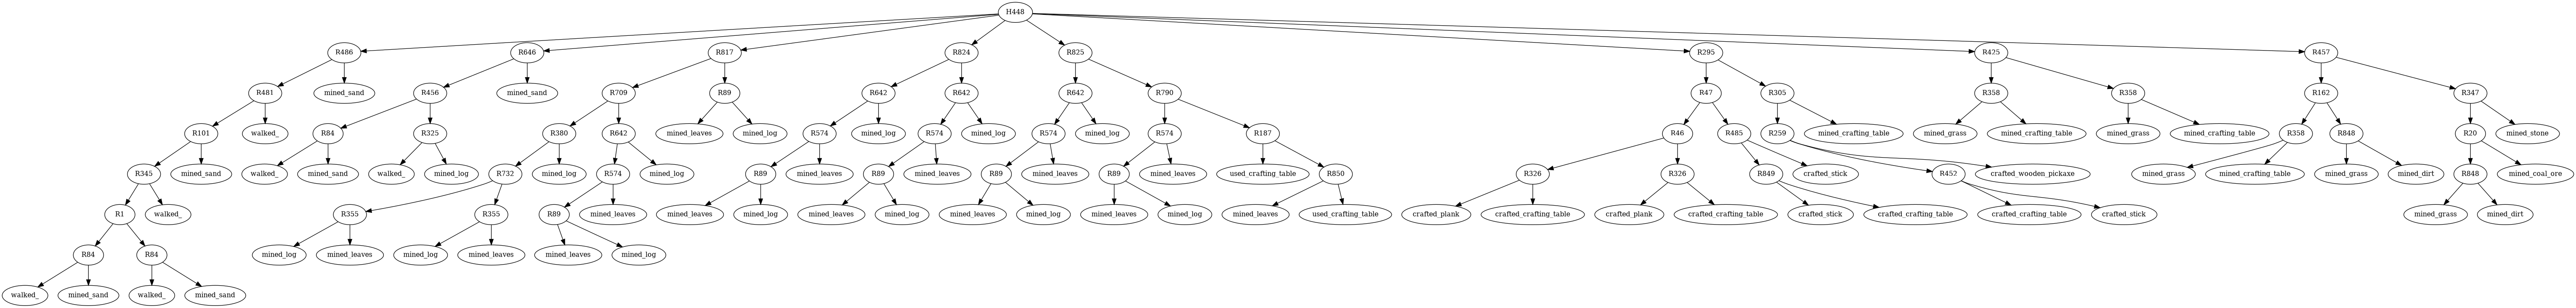 H448
R486 R646 R817 R824 R825 R295 R425 R457
R481 mined_sand R456 mined_sand R709 R89 R642 R642 R642 R790 R47 R305 R358 R358 R162 R347
R101 walked_ R84 R325 R380 R642 mined_leaves mined_log R574 mined_log R574 mined_log R574 mined_log R574 R187 R46 R485 R259 mined_crafting_table mined_grass mined_crafting_table mined_grass mined_crafting_table R358 R848 R20 mined_stone
R345 mined_sand walked_ mined_sand walked_ mined_log R732 mined_log R574 mined_log R89 mined_leaves R89 mined_leaves R89 mined_leaves R89 mined_leaves used_crafting_table R850 R326 R326 R849 crafted_stick R452 crafted_wooden_pickaxe mined_grass mined_crafting_table mined_grass mined_dirt R848 mined_coal_ore
R1 walked_ R355 R355 R89 mined_leaves mined_leaves mined_log mined_leaves mined_log mined_leaves mined_log mined_leaves mined_log mined_leaves used_crafting_table crafted_plank crafted_crafting_table crafted_plank crafted_crafting_table crafted_stick crafted_crafting_table crafted_crafting_table crafted_stick mined_grass mined_dirt
R84 R84 mined_log mined_leaves mined_log mined_leaves mined_leaves mined_log
walked_ mined_sand walked_ mined_sand